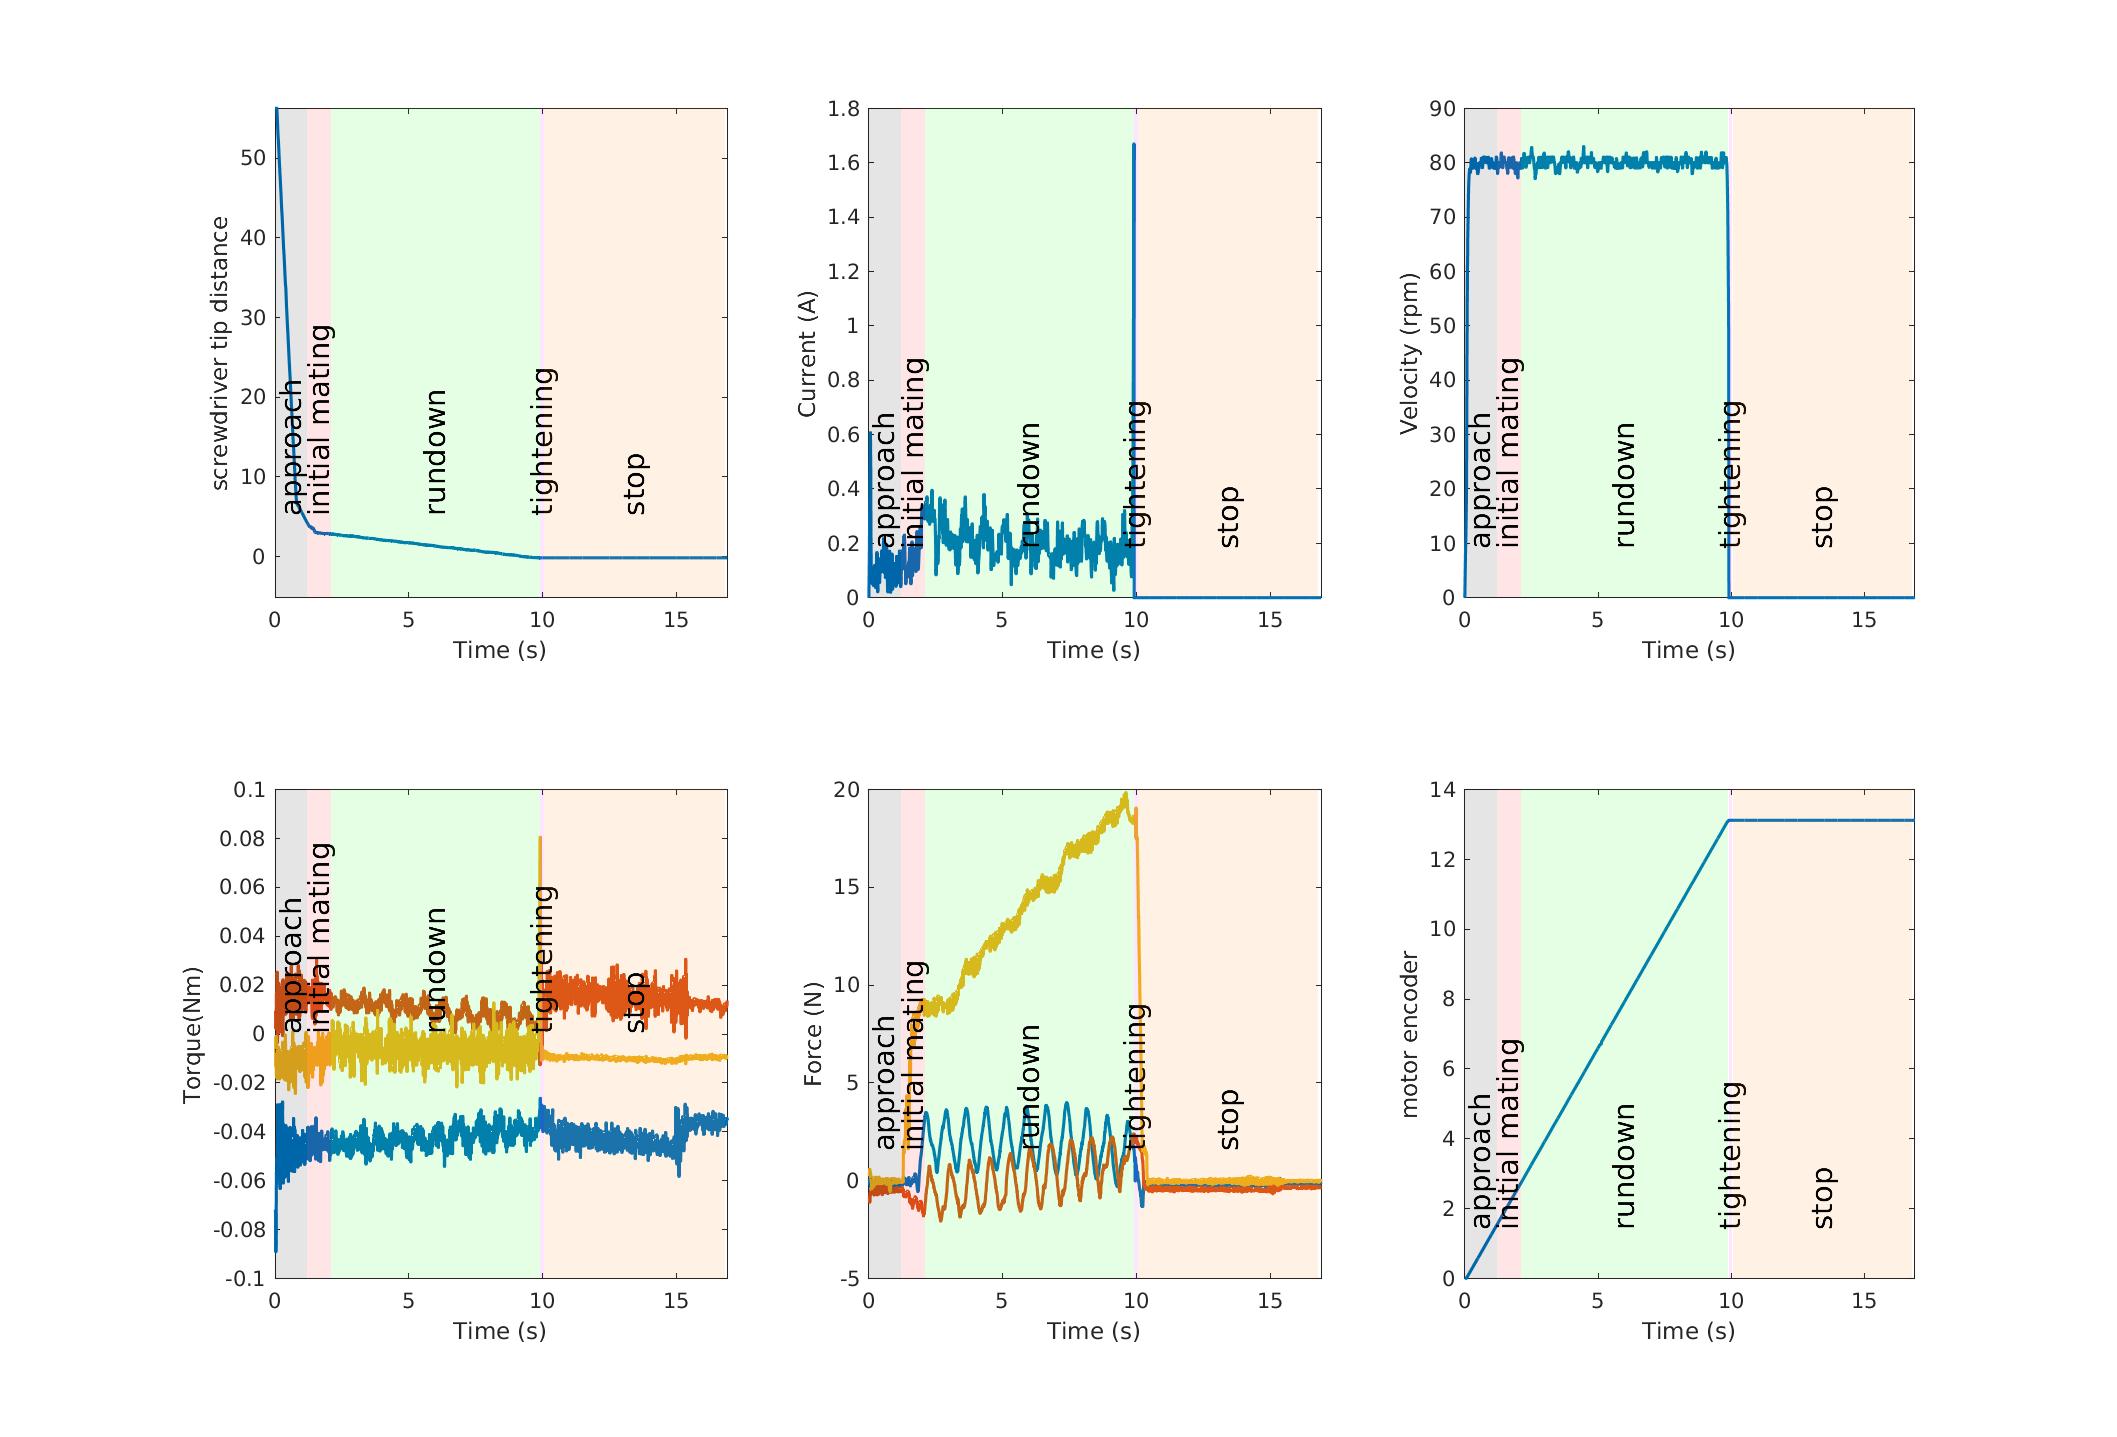 50
40
30
20
10
0
screwdriver tip distance
approach
initial mating
rundown
tightening
stop
0 5 10 15
Time (s)
1.8
1.6
1.4
1.2
1
0.8
0.6
0.4
0.2
0
Current (A)
approach
initial mating
rundown
tightening
stop
0 5 10 15
Time (s)
90
80
70
60
50
40
30
20
10
0
Velocity (rpm)
approach
initial mating
rundown
tightening
stop
0 5 10 15
Time (s)
0.1
0.08
0.06
0.04
0.02
0
-0.02
-0.04
-0.06
-0.08
-0.1
Torque(Nm)
approach
initial mating
rundown
tightening
stop
0 5 10 15
Time (s)
20
15
10
5
0
-5
Force (N)
approach
initial mating
rundown
tightening
stop
0 5 10 15
Time (s)
14
12
10
8
6
4
2
0
motor encoder
approach
initial mating
rundown
tightening
stop
0 5 10 15
Time (s)